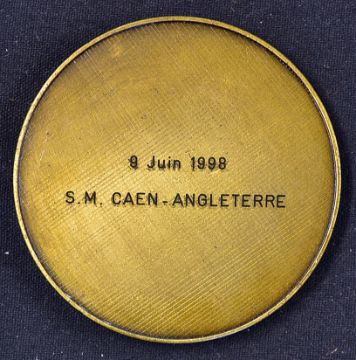 9 Juin 1998
S.M. CAEN - ANGLETERRE